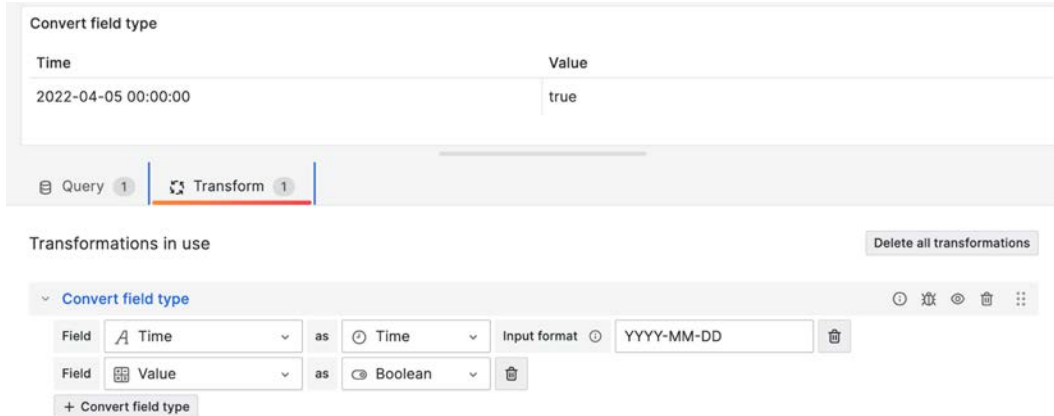 Convert field type
Time Value
2022-04-05 00:00:00 true
Query 1 Transform 1
Transformations in use Delete all transformations
Convert field type
Field Time as Time Input format YYYY-MM-DD
Field Value as Boolean
+ Convert field type